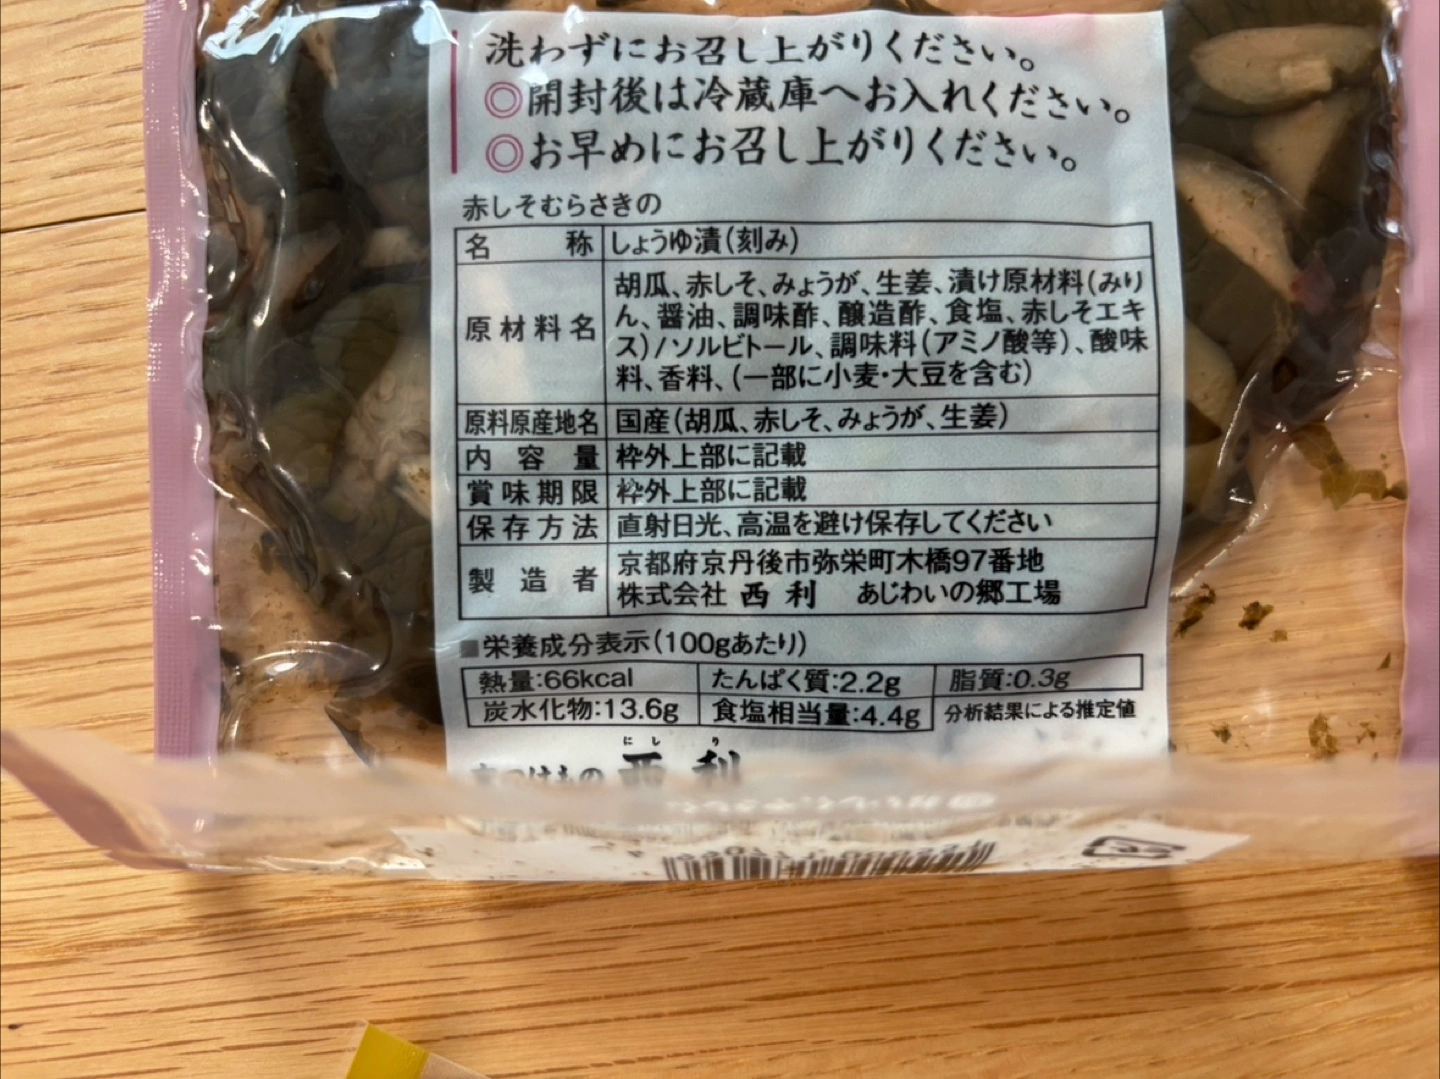 洗わずにお召し上がりください。
◎開封後は冷蔵庫へお入れください。
◎お早めにお召し上がりください。
赤しそむらさきの
名称 しょうゆ漬(刻み)
原材料名 胡瓜、赤しそ、みょうが、生姜、漬け原材料(みり
ん、醤油、調味酢、醸造酢、食塩、赤しそエキ
ス)/ソルビトール、調味料(アミノ酸等)、酸味
料、香料、(一部に小麦・大豆を含む)
原料原産地名 国産(胡瓜、赤しそ、みょうが、生姜)
内容量 枠外上部に記載
賞味期限 枠外上部に記載
保存方法 直射日光、高温を避け保存してください
製造者 京都府京丹後市弥栄町木橋97番地
株式会社 西利 あじわいの郷工場
■栄養成分表示(100gあたり)
熱量:66kcal たんぱく質:2.2g 脂質:0.3g
炭水化物:13.6g 食塩相当量:4.4g 分析結果による推定値
にしり
西利